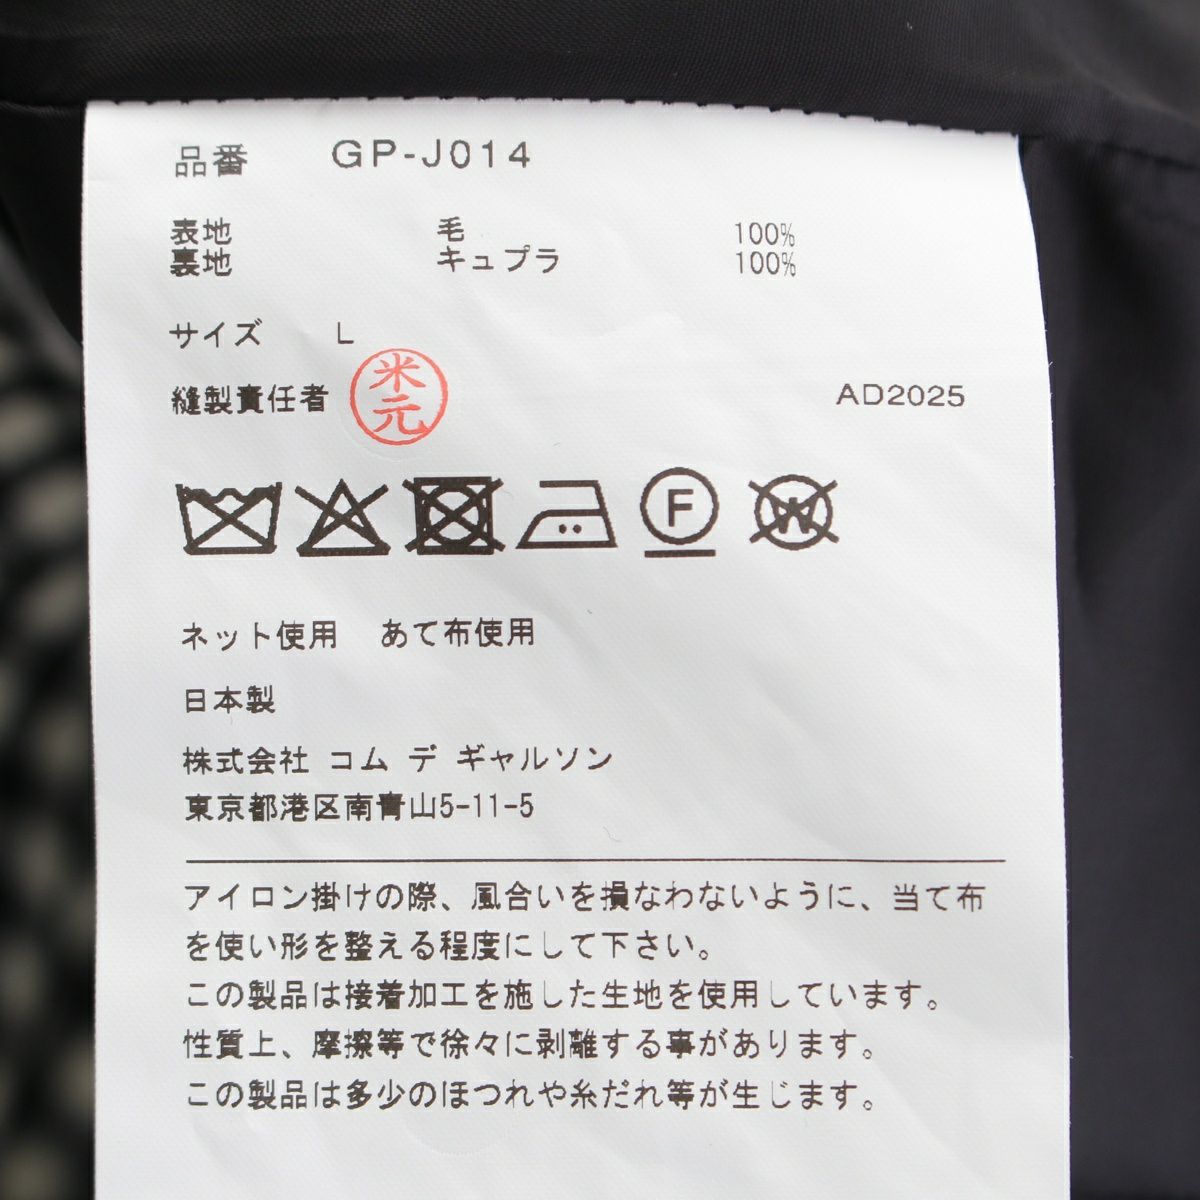 品番 GP-J014
表地 毛 100%
裏地 キュプラ 100%
サイズ L
縫製責任者 米元 AD2025
F W
ネット使用 あて布使用
日本製
株式会社 コム デ ギャルソン
東京都港区南青山5-11-5
アイロン掛けの際、風合いを損なわないように、当て布
を使い形を整える程度にして下さい。
この製品は接着加工を施した生地を使用しています。
性質上、摩擦等で徐々に剥離する事があります。
この製品は多少のほつれや糸だれ等が生じます。